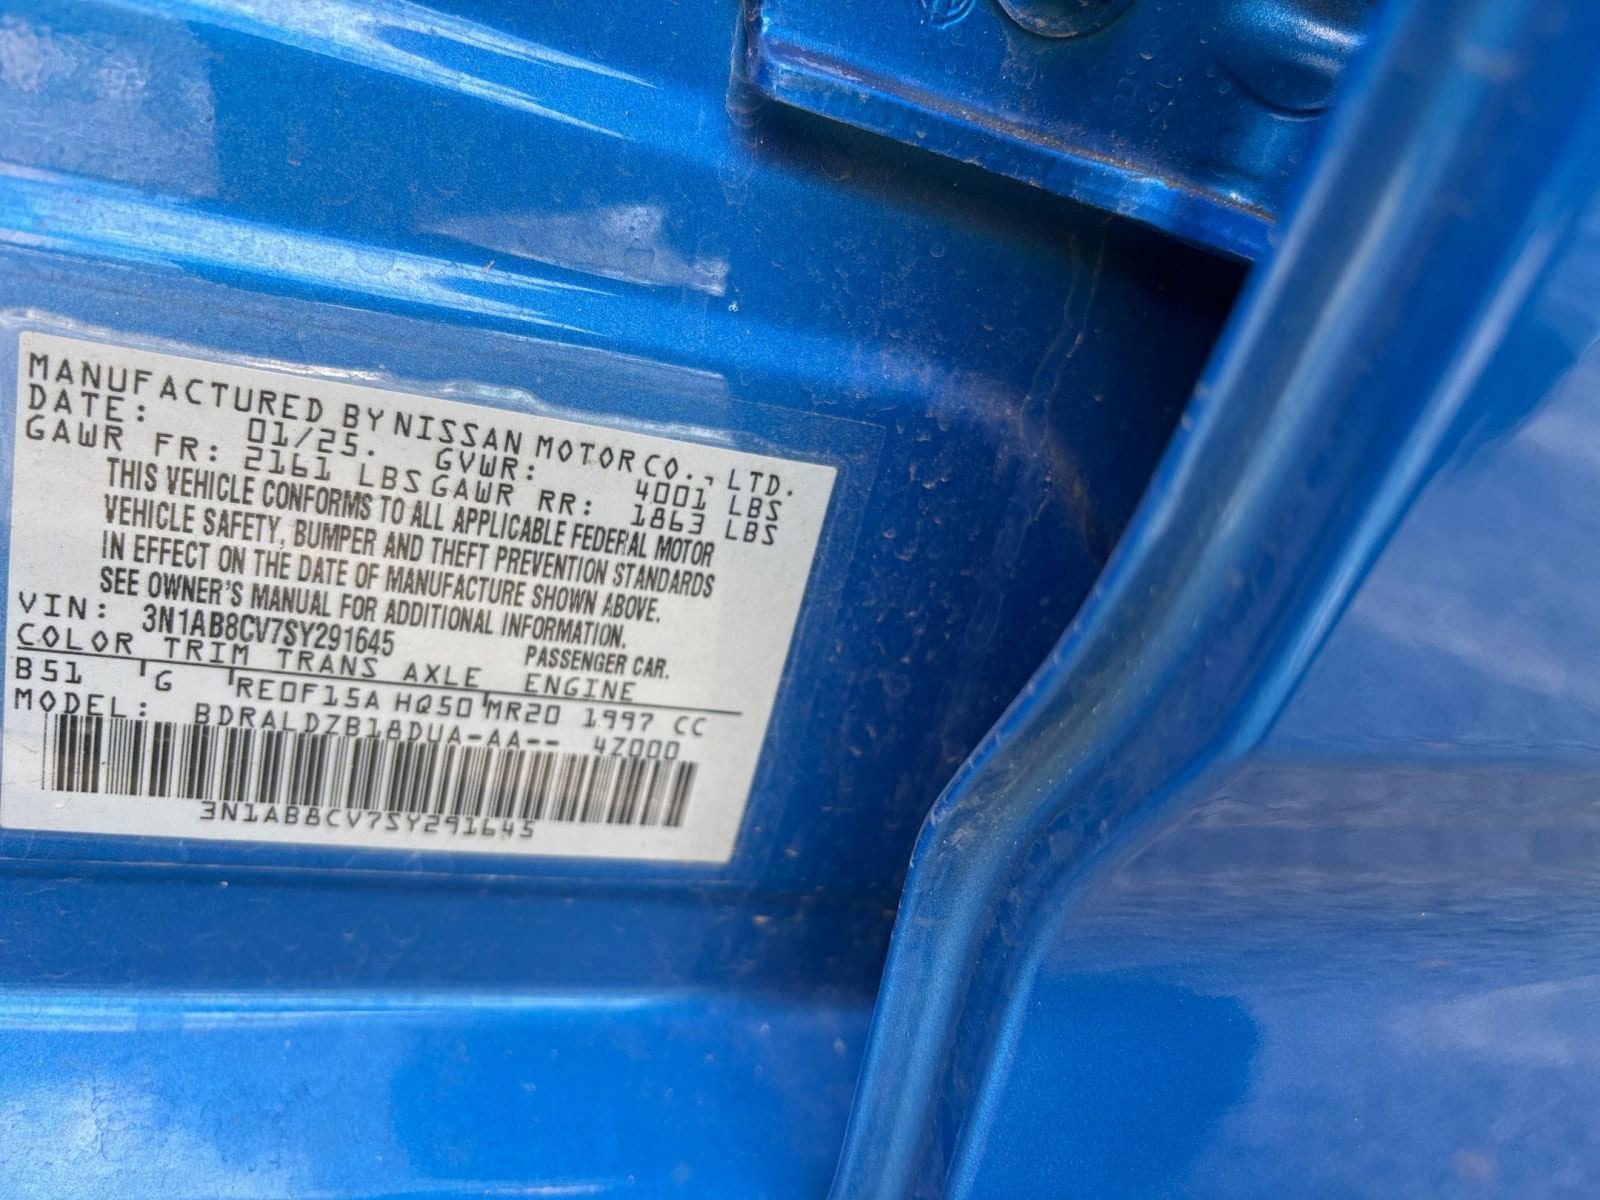 MANUFACTURED BY NISSAN MOTOR CO., LTD.
DATE: 01/25. GVWR: 4001 LBS
GAWR FR: 2161 LBS GAWR RR: 1863 LBS
THIS VEHICLE CONFORMS TO ALL APPLICABLE FEDERAL MOTOR
VEHICLE SAFETY, BUMPER AND THEFT PREVENTION STANDARDS
IN EFFECT ON THE DATE OF MANUFACTURE SHOWN ABOVE.
SEE OWNER'S MANUAL FOR ADDITIONAL INFORMATION.
VIN: 3N1AB8CV7SY291645 PASSENGER CAR.
COLOR TRIM TRANS AXLE ENGINE
B51 G RE0F15A HQ50 MR20 1997 CC
MODEL: BDRALDZB18DUA-AA-- 4Z000
3N1AB8CV7SY291645